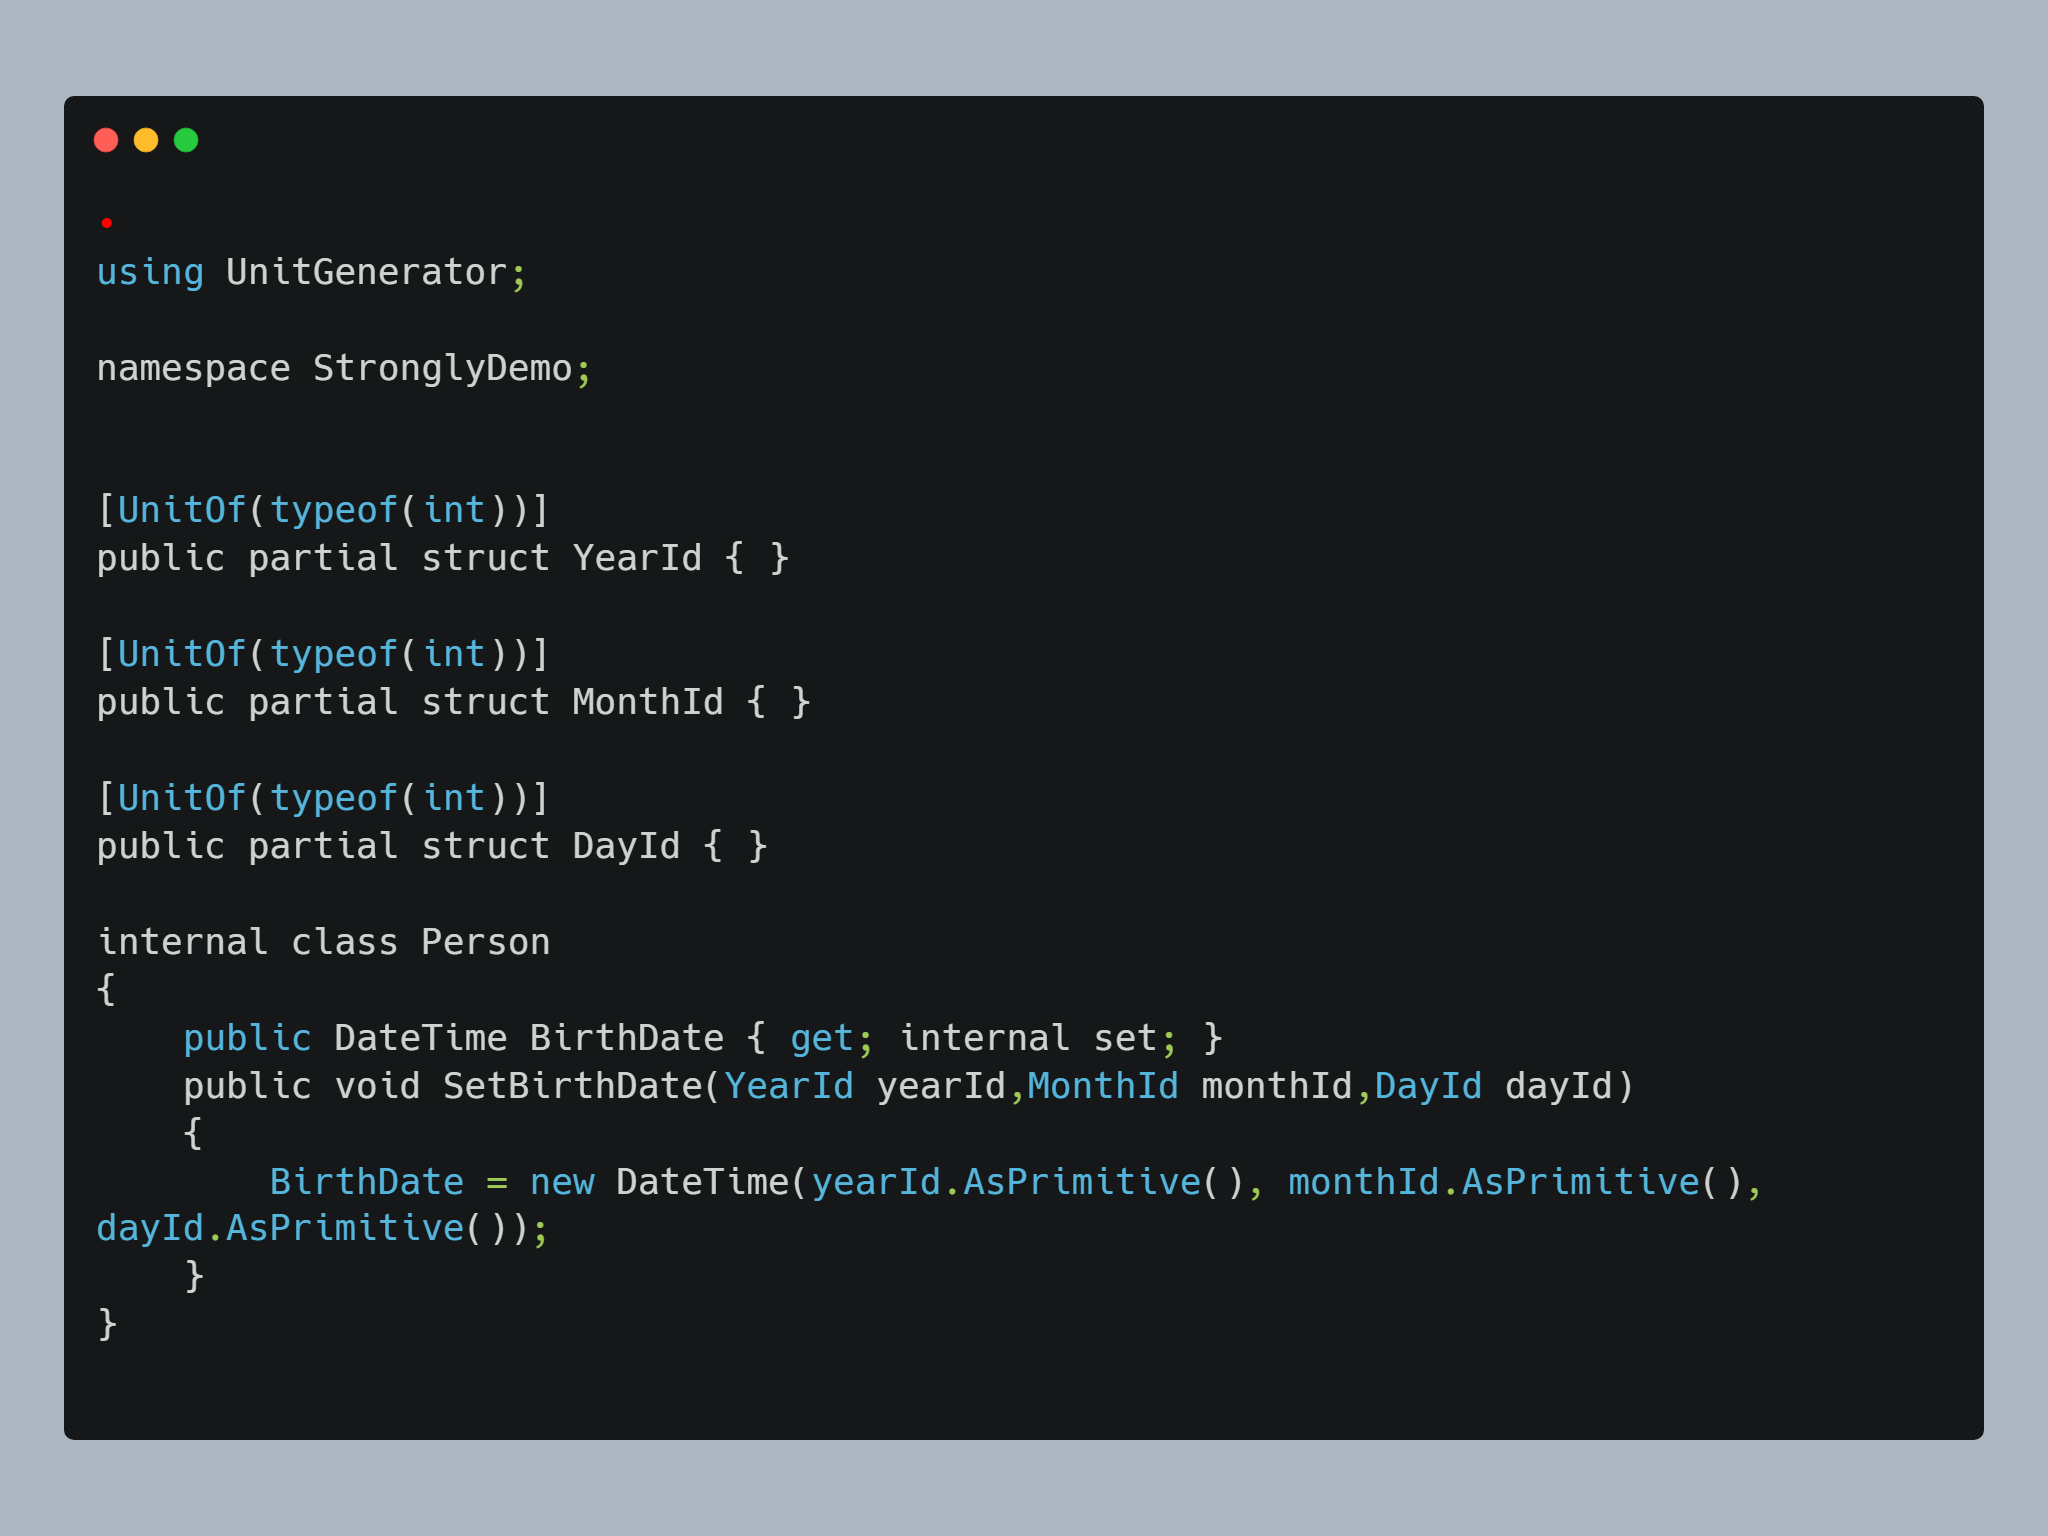 using UnitGenerator;
namespace StronglyDemo;
[UnitOf(typeof(int))]
public partial struct YearId { }
[UnitOf(typeof(int))]
public partial struct MonthId { }
[UnitOf(typeof(int))]
public partial struct DayId { }
internal class Person
{
    public DateTime BirthDate { get; internal set; }
    public void SetBirthDate(YearId yearId,MonthId monthId,DayId dayId)
    {
        BirthDate = new DateTime(yearId.AsPrimitive(), monthId.AsPrimitive(),
dayId.AsPrimitive());
    }
}